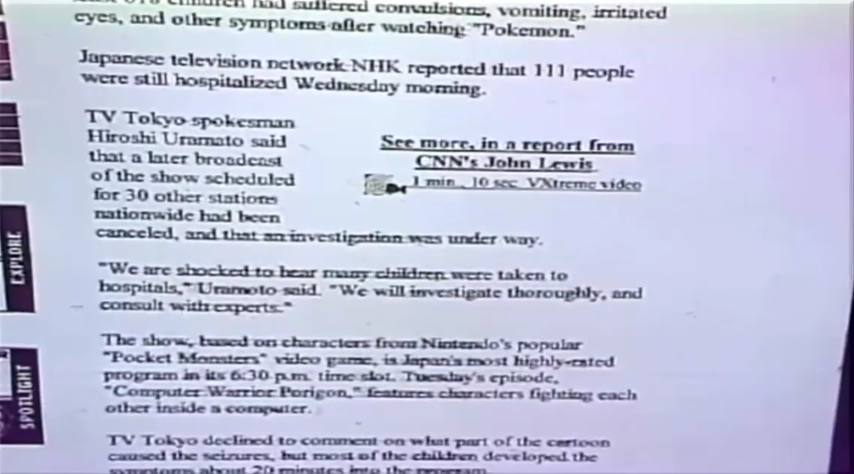 children had suffered convulsions, vomiting, irritated
eyes, and other symptoms after watching "Pokemon."
Japanese television network NHK reported that 111 people
were still hospitalized Wednesday morning.
TV Tokyo spokesman
Hiroshi Uramato said
that a later broadcast
of the show scheduled
for 30 other stations
nationwide had been
canceled, and that an investigation was under way.
See more, in a report from
CNN's John Lewis
1 min., 10 sec. VXtreme video
"We are shocked to hear many children were taken to
hospitals," Uramoto said. "We will investigate thoroughly, and
consult with experts."
The show, based on characters from Nintendo's popular
"Pocket Monsters" video game, is Japan's most highly-rated
program in its 6:30 p.m. time slot. Tuesday's episode,
"Computer Warrior Porigon," features characters fighting each
other inside a computer.
TV Tokyo declined to comment on what part of the cartoon
caused the seizures, but most of the children developed the
symptoms about 20 minutes into the program
EXPLORE
SPOTLIGHT